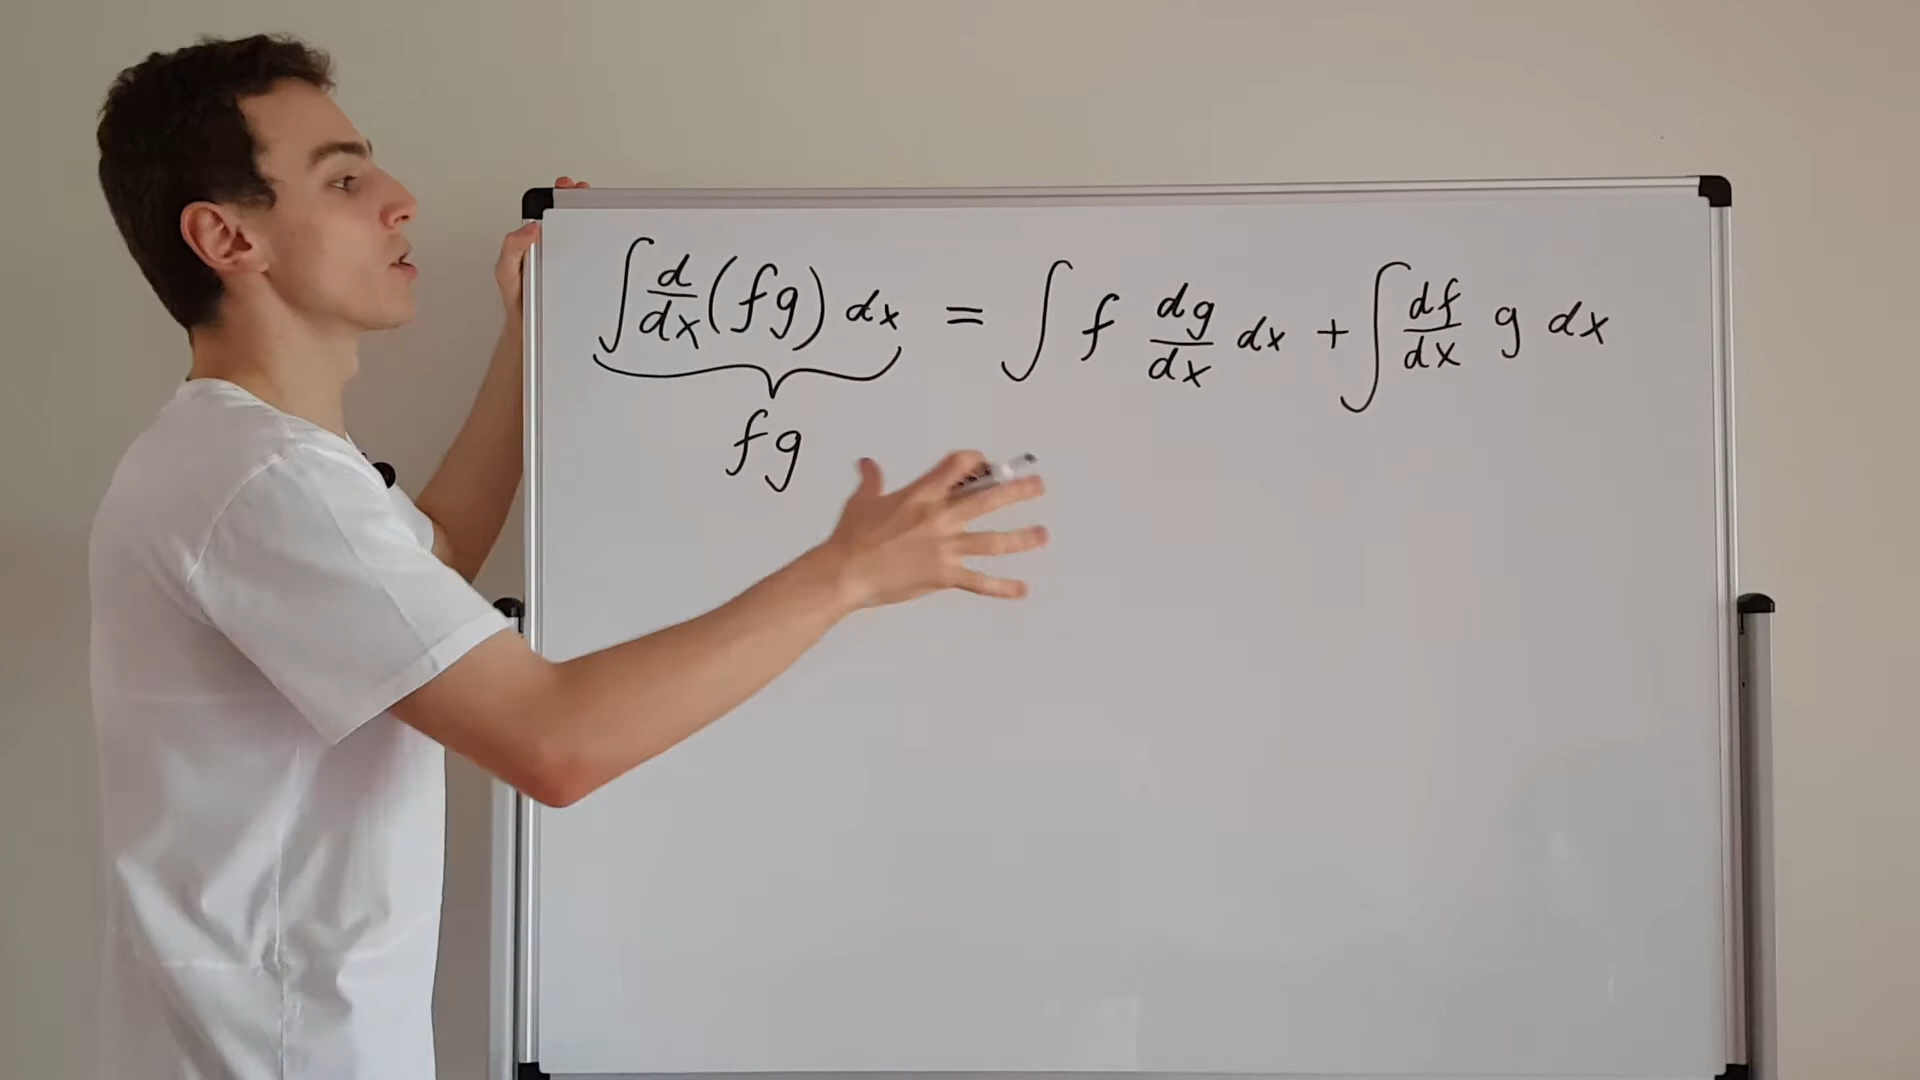 ∫ d/dx (fg) dx = ∫ f dg/dx dx + ∫ df/dx g dx
fg